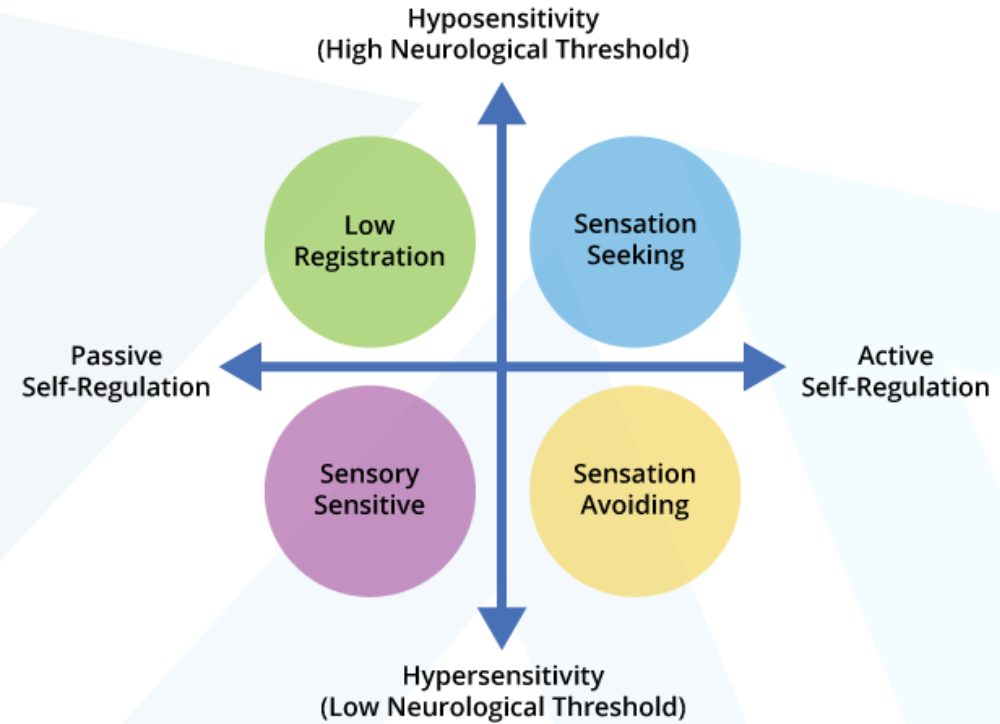 Hyposensitivity
(High Neurological Threshold)
Low
Registration
Sensation
Seeking
Passive
Self-Regulation
Active
Self-Regulation
Sensory
Sensitive
Sensation
Avoiding
Hypersensitivity
(Low Neurological Threshold)